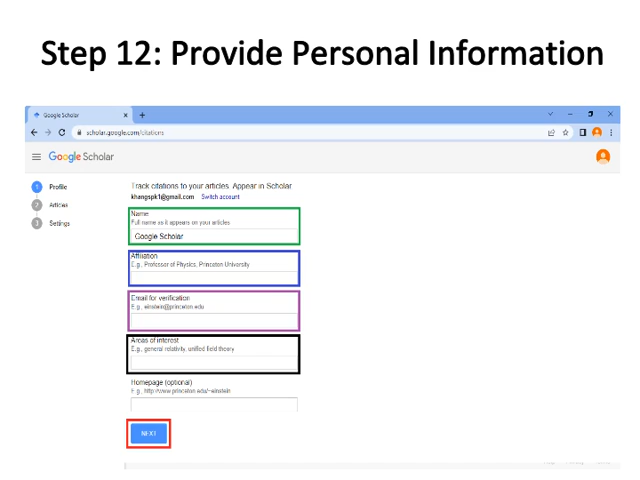 Step 12: Provide Personal Information
Google Scholar
scholar.google.com/citations
Google Scholar
1 Profile
2 Articles
3 Settings
Track citations to your articles. Appear in Scholar
khangspk1@gmail.com Switch account
Name
Full name as it appears on your articles
Google Scholar
Affiliation
E.g., Professor of Physics, Princeton University
Email for verification
E.g., einstein@princeton.edu
Areas of interest
E.g., general relativity, unified field theory
Homepage (optional)
E.g., http://www.princeton.edu/~einstein
NEXT